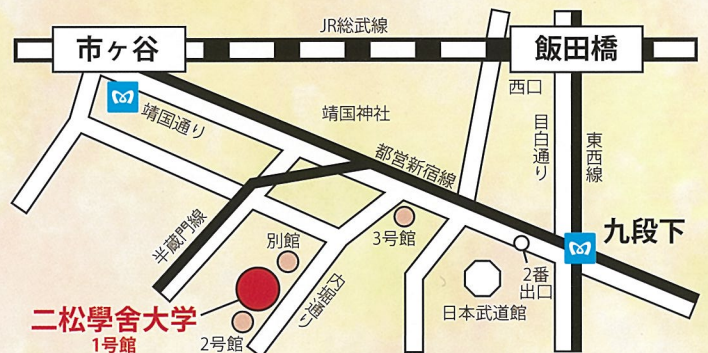 JR総武線
市ヶ谷
飯田橋
西口
靖国通り
靖国神社
目白通り
東西線
都営新宿線
半蔵門線
別館
3号館
九段下
2番
出口
内堀通り
日本武道館
二松學舍大学
1号館
2号館